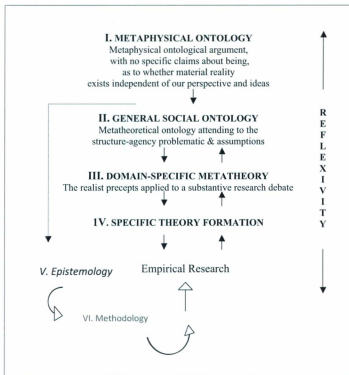 I. METAPHYSICAL ONTOLOGY
Metaphysical ontological argument,
with no specific claims about being,
as to whether material reality
exists independent of our perspective and ideas
II. GENERAL SOCIAL ONTOLOGY
Metatheoretical ontology attending to the
structure-agency problematic & assumptions
III. DOMAIN-SPECIFIC METATHEORY
The realist precepts applied to a substantive research debate
1V. SPECIFIC THEORY FORMATION
V. Epistemology
Empirical Research
VI. Methodology
REFLEXIVITY